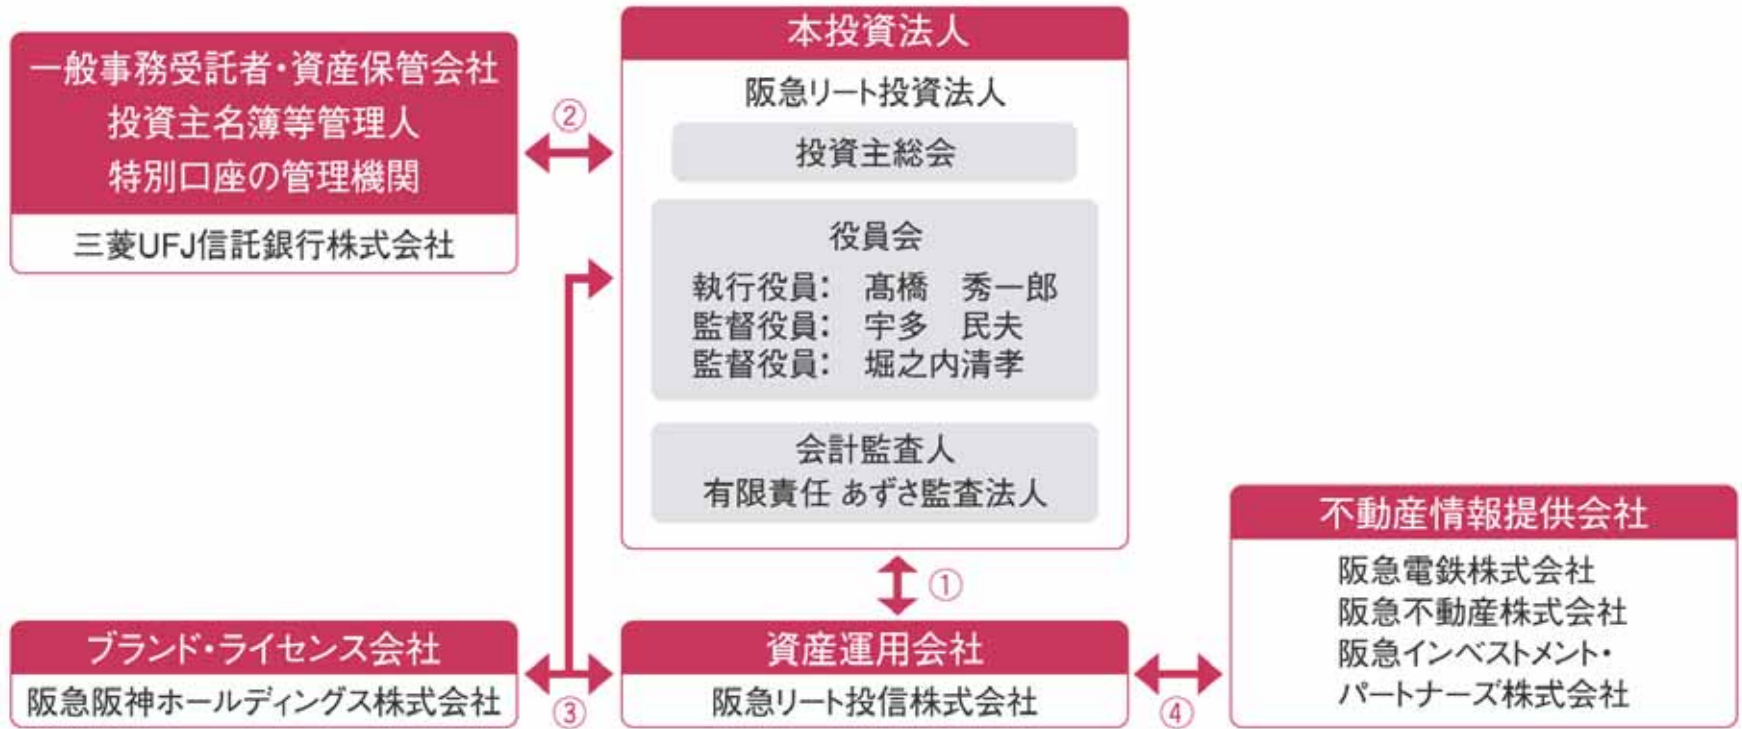 本投資法人
阪急リート投資法人
投資主総会
役員会
執行役員： 髙橋 秀一郎
監督役員： 宇多 民夫
監督役員： 堀之内清孝
会計監査人
有限責任 あずさ監査法人
一般事務受託者・資産保管会社
投資主名簿等管理人
特別口座の管理機関
三菱UFJ信託銀行株式会社
②
①
不動産情報提供会社
阪急電鉄株式会社
阪急不動産株式会社
阪急インベストメント・
パートナーズ株式会社
ブランド・ライセンス会社
阪急阪神ホールディングス株式会社
③
資産運用会社
阪急リート投信株式会社
④